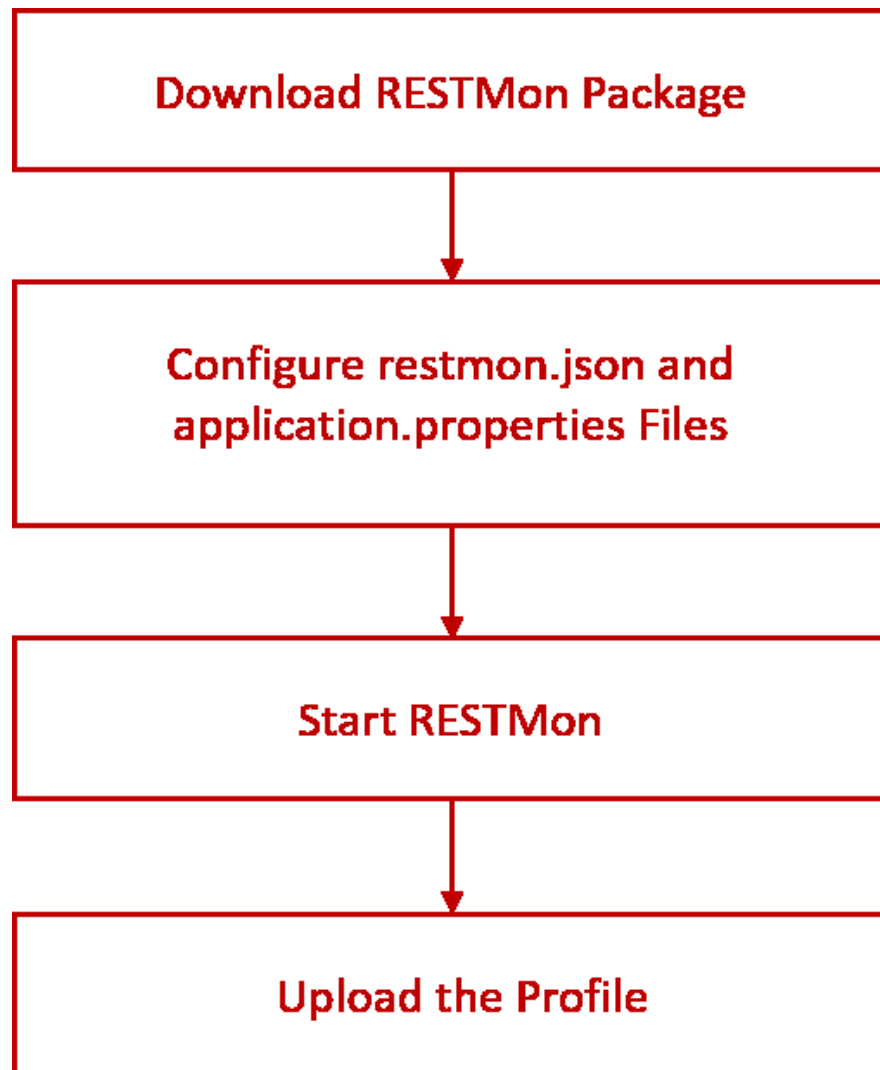 Download RESTMon Package
Configure restmon.json and
application.properties Files
Start RESTMon
Upload the Profile